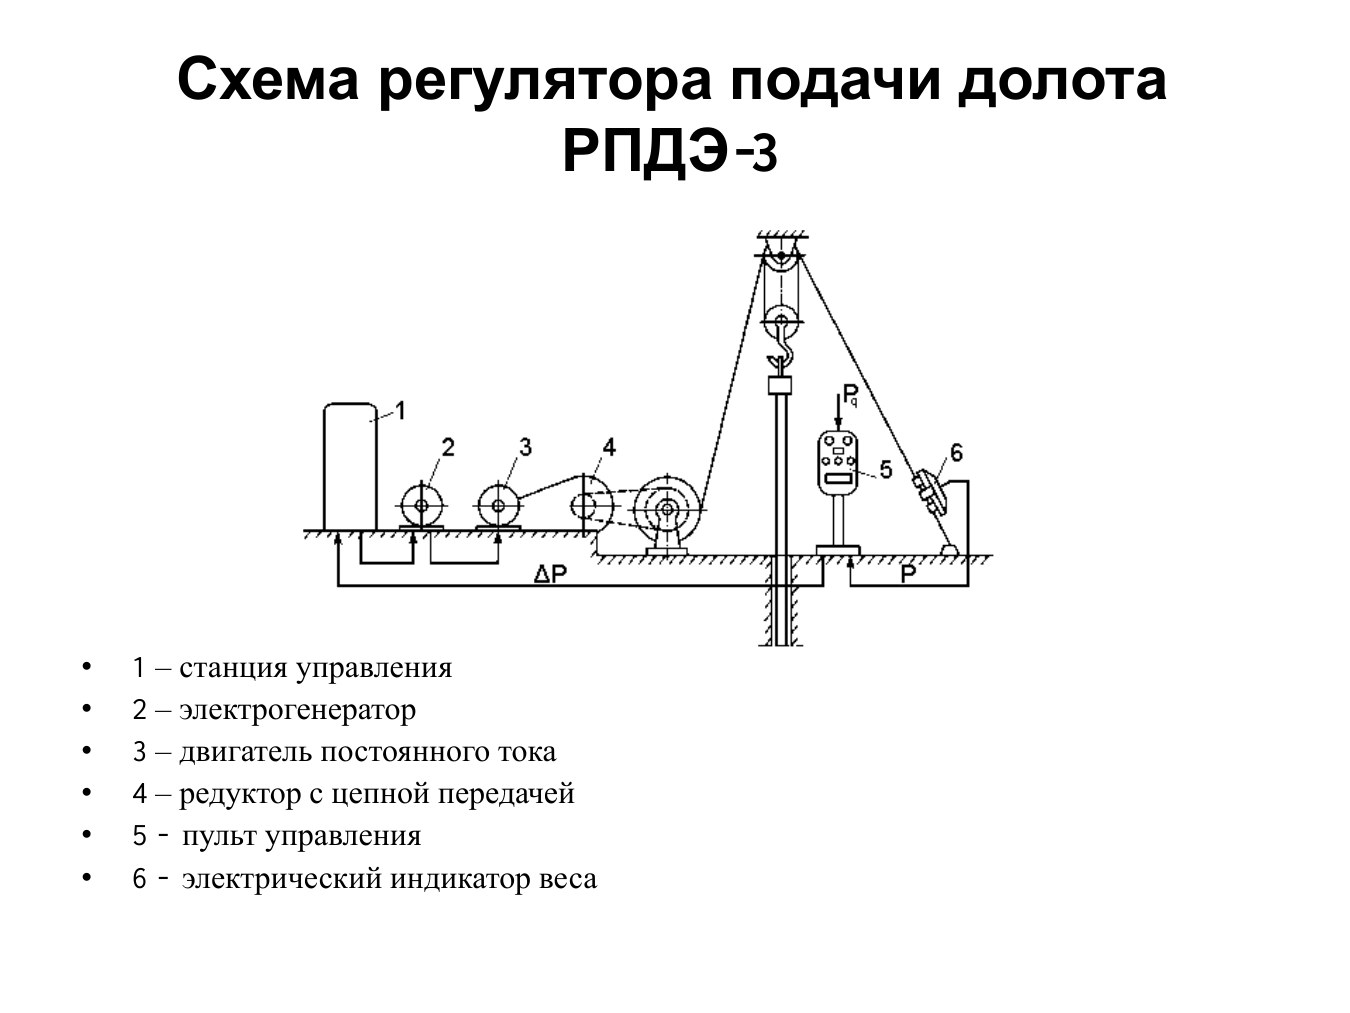 Схема регулятора подачи долота
РПДЭ-3
1
2
3
4
Pq
5
6
ΔP
P
• 1 – станция управления
• 2 – электрогенератор
• 3 – двигатель постоянного тока
• 4 – редуктор с цепной передачей
• 5 - пульт управления
• 6 - электрический индикатор веса